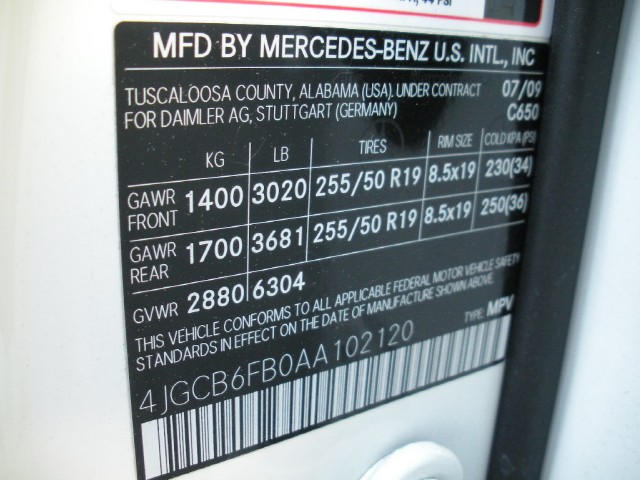 MFD BY MERCEDES-BENZ U.S. INTL., INC
TUSCALOOSA COUNTY, ALABAMA (USA). UNDER CONTRACT 07/09
FOR DAIMLER AG, STUTTGART (GERMANY) C650
KG LB TIRES RIM SIZE COLD KPA (PSI)
GAWR FRONT 1400 3020 255/50 R19 8.5x19 230(34)
GAWR REAR 1700 3681 255/50 R19 8.5x19 250(36)
GVWR 2880 6304
THIS VEHICLE CONFORMS TO ALL APPLICABLE FEDERAL MOTOR VEHICLE SAFETY
STANDARDS IN EFFECT ON THE DATE OF MANUFACTURE SHOWN ABOVE.
TYPE: MPV
4JGCB6FB0AA102120